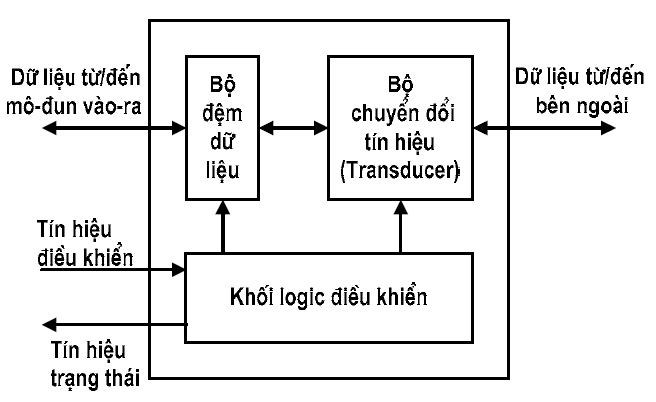 Dữ liệu từ/đến
mô-đun vào-ra
Bộ
đệm
dữ
liệu
Bộ
chuyển đổi
tín hiệu
(Transducer)
Dữ liệu từ/đến
bên ngoài
Tín hiệu
điều khiển
Khối logic điều khiển
Tín hiệu
trạng thái